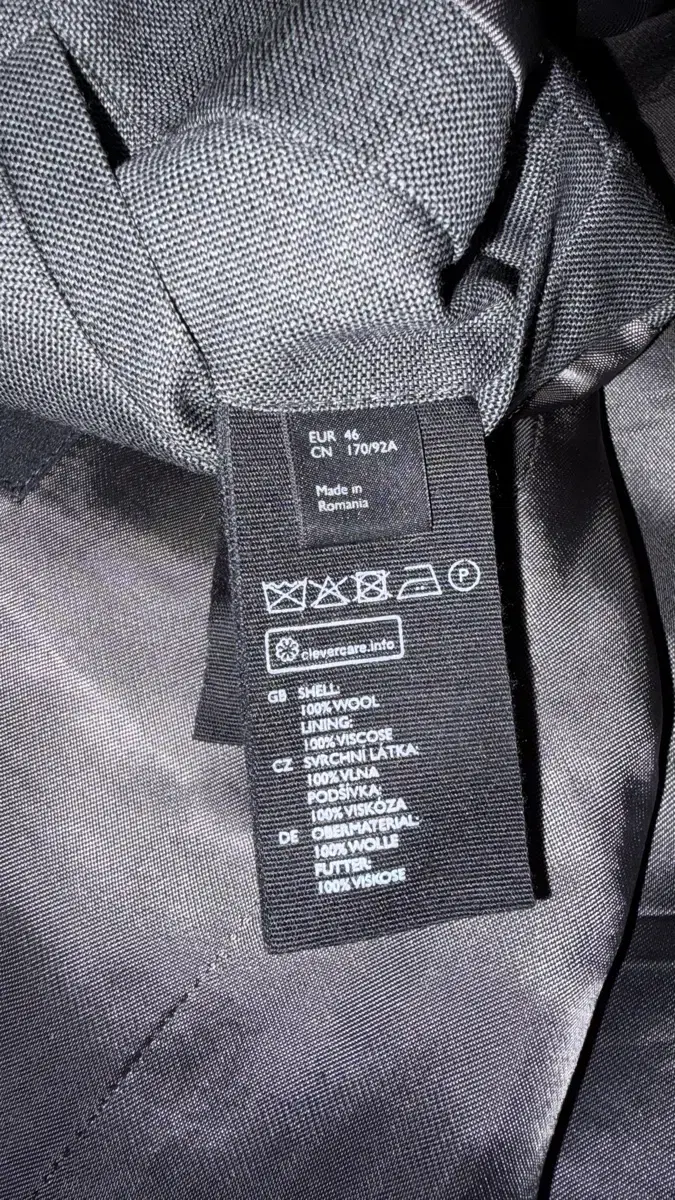 EUR 46
CN 170/92A
Made in
Romania
P
clevercare.info
GB SHELL:
100% WOOL
LINING:
100% VISCOSE
CZ SVRCHNÍ LÁTKA:
100% VLNA
PODŠÍVKA:
100% VISKÓZA
DE OBERMATERIAL:
100% WOLLE
FUTTER:
100% VISKOSE